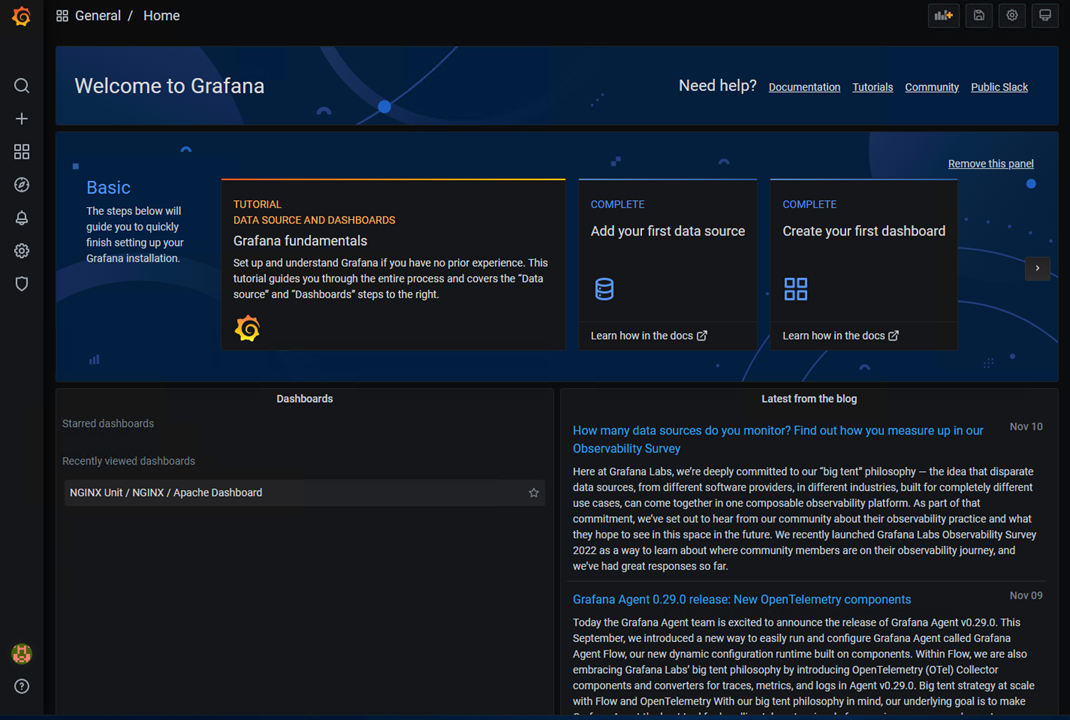 General / Home
Welcome to Grafana
Need help? Documentation Tutorials Community Public Slack
Remove this panel
Basic
The steps below will
guide you to quickly
finish setting up your
Grafana installation.
TUTORIAL
DATA SOURCE AND DASHBOARDS
Grafana fundamentals
Set up and understand Grafana if you have no prior experience. This
tutorial guides you through the entire process and covers the “Data
source” and “Dashboards” steps to the right.
COMPLETE
Add your first data source
Learn how in the docs
COMPLETE
Create your first dashboard
Learn how in the docs
Dashboards
Starred dashboards
Recently viewed dashboards
NGINX Unit / NGINX / Apache Dashboard
Latest from the blog
How many data sources do you monitor? Find out how you measure up in our
Observability Survey
Nov 10
Here at Grafana Labs, we’re deeply committed to our “big tent” philosophy — the idea that disparate
data sources, from different software providers, in different industries, built for completely different
use cases, can come together in one composable observability platform. As part of that
commitment, we’ve set out to hear from our community about their observability practice and what
they hope to see in this space in the future. We recently launched Grafana Labs Observability Survey
2022 as a way to learn about where community members are on their observability journey, and
we’ve had great responses so far.
Grafana Agent 0.29.0 release: New OpenTelemetry components
Nov 09
Today the Grafana Agent team is excited to announce the release of Grafana Agent v0.29.0. This
September, we introduced a new way to easily run and configure Grafana Agent called Grafana
Agent Flow, our new dynamic configuration runtime built on components. Within Flow, we are also
embracing Grafana Labs’ big tent philosophy by introducing OpenTelemetry (OTel) Collector
components and converters for traces, metrics, and logs in Agent v0.29.0. Big tent strategy at scale
with Flow and OpenTelemetry With our big tent philosophy in mind, our underlying goal is to make